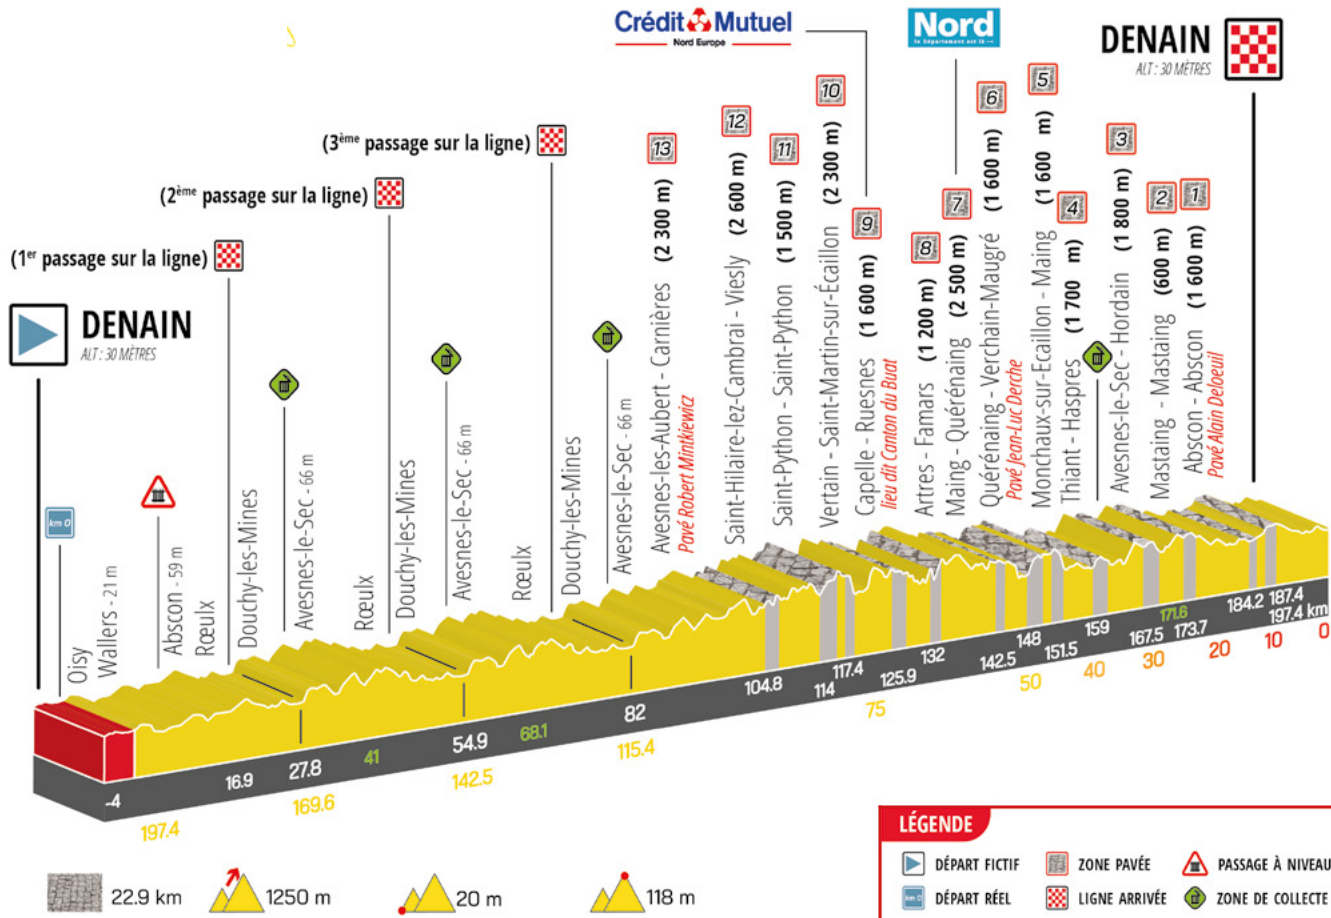 Crédit Mutuel
Nord Europe
Nord
le Département est là →
DENAIN
ALT : 30 MÈTRES
(3ème passage sur la ligne)
(2ème passage sur la ligne)
(1er passage sur la ligne)
DENAIN
ALT : 30 MÈTRES
km 0
Oisy
Wallers - 21 m
Abscon - 59 m
Rœulx
Douchy-les-Mines
Avesnes-le-Sec - 66 m
Rœulx
Douchy-les-Mines
Avesnes-le-Sec - 66 m
Rœulx
Douchy-les-Mines
Avesnes-le-Sec - 66 m
13
Avesnes-les-Aubert - Carnières (2 300 m)
Pavé Robert Mintkiewicz
12
Saint-Hilaire-lez-Cambrai - Viesly (2 600 m)
11
Saint-Python - Saint-Python (1 500 m)
10
Vertain - Saint-Martin-sur-Écaillon (2 300 m)
9
Capelle - Ruesnes (1 600 m)
lieu dit Canton du Buat
8
Artres - Famars (1 200 m)
7
Maing - Quérénaing (2 500 m)
6
Quérénaing - Verchain-Maugré (1 600 m)
Pavé Jean-Luc Derche
5
Monchaux-sur-Ecaillon - Maing (1 600 m)
4
Thiant - Haspres (1 700 m)
3
Avesnes-le-Sec - Hordain (1 800 m)
2
Mastaing - Mastaing (600 m)
1
Abscon - Abscon (1 600 m)
Pavé Alain Deloeuil
-4 16.9 27.8 41 54.9 68.1 82 104.8 114 117.4 125.9 132 142.5 148 151.5 159 167.5 171.6 173.7 184.2 187.4 197.4 km
197.4 169.6 142.5 115.4 75 50 40 30 20 10 0
22.9 km 1250 m 20 m 118 m
LÉGENDE
DÉPART FICTIF ZONE PAVÉE PASSAGE À NIVEAU
km 0 DÉPART RÉEL LIGNE ARRIVÉE ZONE DE COLLECTE